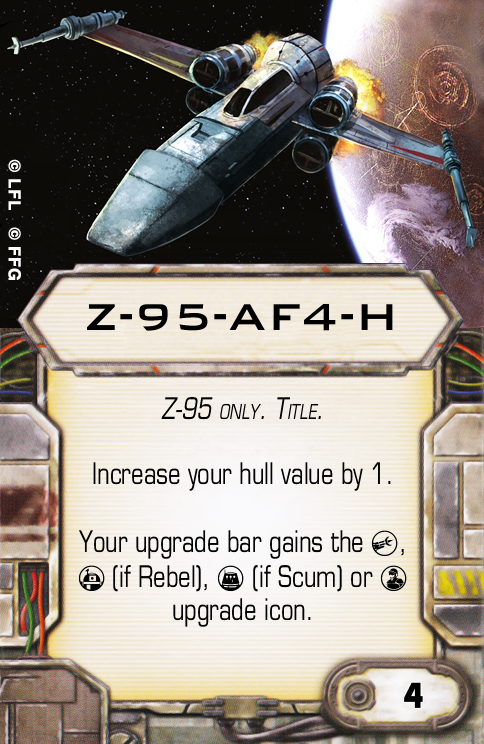 © LFL © FFG
Z-95-AF4-H
Z-95 only. Title.
Increase your hull value by 1.
Your upgrade bar gains the ,
(if Rebel), (if Scum) or
upgrade icon.
4